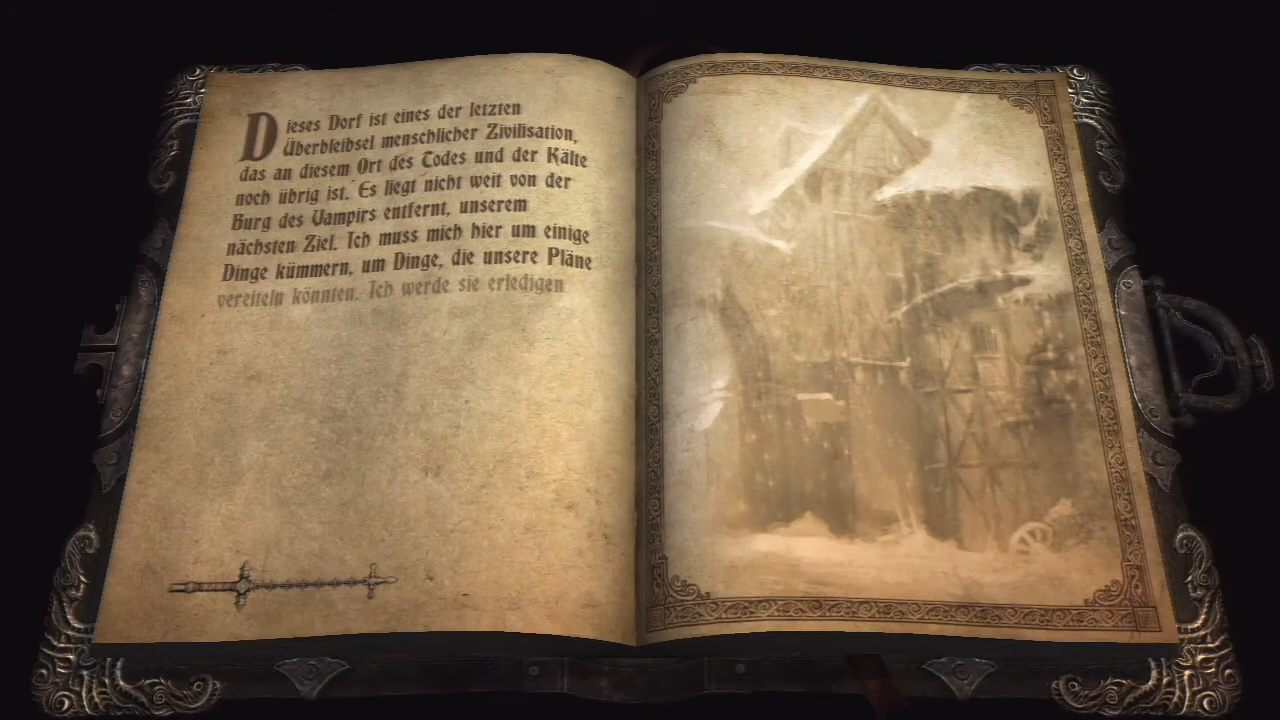 Dieses Dorf ist eines der letzten
Überbleibsel menschlicher Zivilisation,
das an diesem Ort des Todes und der Kälte
noch übrig ist. Es liegt nicht weit von der
Burg des Vampirs entfernt, unserem
nächsten Ziel. Ich muss mich hier um einige
Dinge kümmern, um Dinge, die unsere Pläne
vereiteln könnten. Ich werde sie erledigen